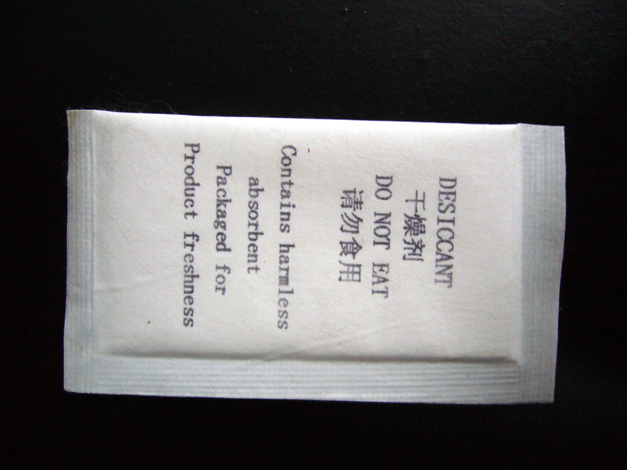 DESICCANT
干燥剂
DO NOT EAT
请勿食用
Contains harmless
absorbent
Packaged for
Product freshness